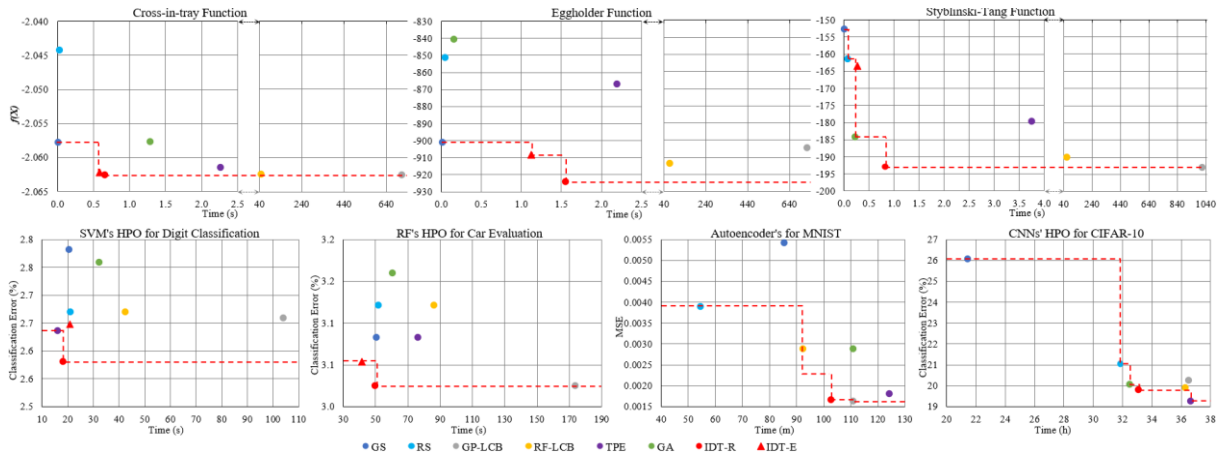 Cross-in-tray Function
-2.040
-2.045
-2.050
-2.055
-2.060
-2.065
f(X)
0.0 0.5 1.0 1.5 2.0 2.5 40 240 440 640
Time (s)
Eggholder Function
-830
-840
-850
-860
-870
-880
-890
-900
-910
-920
-930
0.0 0.5 1.0 1.5 2.0 2.5 40 240 440 640
Time (s)
Styblinski-Tang Function
-150
-155
-160
-165
-170
-175
-180
-185
-190
-195
-200
0.0 0.5 1.0 1.5 2.0 2.5 3.0 3.5 4.0 40 240 440 640 840 1040
Time (s)
SVM's HPO for Digit Classification
2.8
2.8
2.7
2.7
2.6
2.6
2.5
Classification Error (%)
10 20 30 40 50 60 70 80 90 100 110
Time (s)
RF's HPO for Car Evaluation
3.2
3.2
3.1
3.1
3.0
Classification Error (%)
30 50 70 90 110 130 150 170 190
Time (s)
Autoencoder's for MNIST
0.0055
0.0050
0.0045
0.0040
0.0035
0.0030
0.0025
0.0020
0.0015
MSE
40 50 60 70 80 90 100 110 120 130
Time (m)
CNNs' HPO for CIFAR-10
27
26
25
24
23
22
21
20
19
Classification Error (%)
20 22 24 26 28 30 32 34 36 38
Time (h)
GS RS GP-LCB RF-LCB TPE GA IDT-R IDT-E